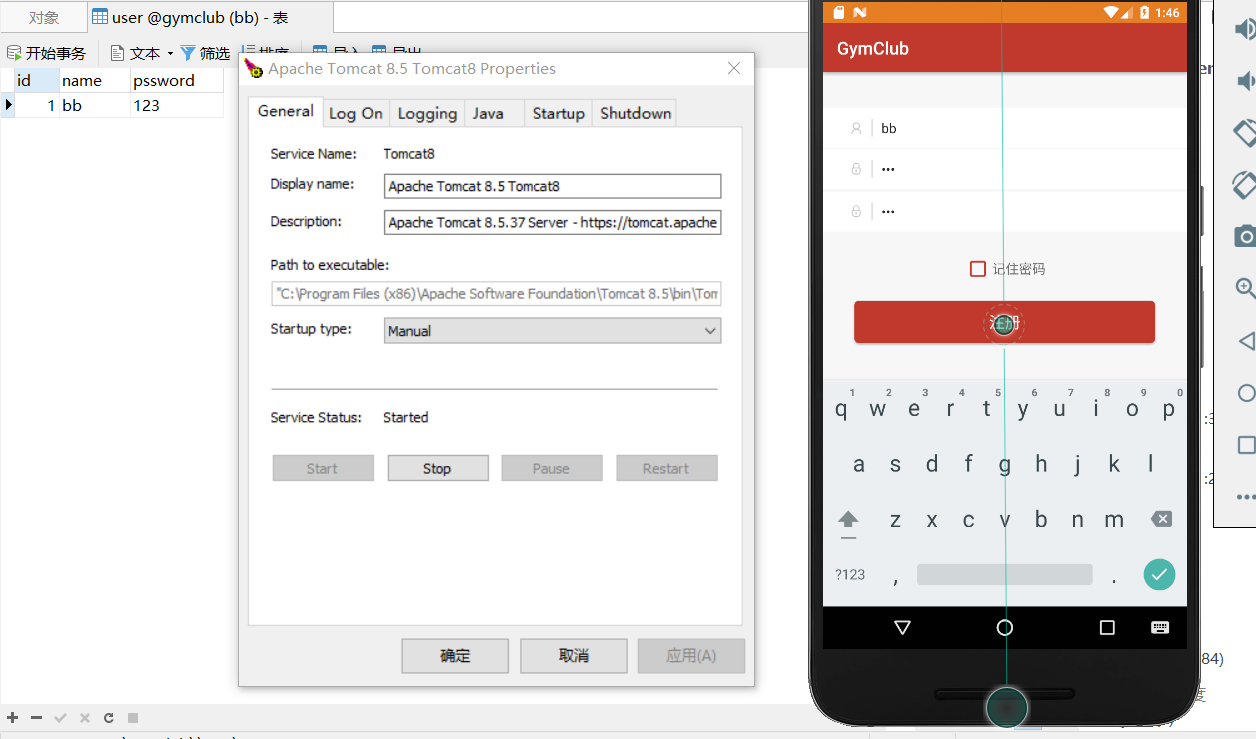 对象
user @gymclub (bb) - 表
开始事务
文本
筛选
排序
导入
导出
id name pssword
1 bb 123
Apache Tomcat 8.5 Tomcat8 Properties
General
Log On
Logging
Java
Startup
Shutdown
Service Name: Tomcat8
Display name: Apache Tomcat 8.5 Tomcat8
Description: Apache Tomcat 8.5.37 Server - https://tomcat.apache
Path to executable:
"C:\Program Files (x86)\Apache Software Foundation\Tomcat 8.5\bin\Tom
Startup type: Manual
Service Status: Started
Start
Stop
Pause
Restart
确定
取消
应用(A)
1:46
GymClub
bb
•••
•••
记住密码
注册
1 2 3 4 5 6 7 8 9 0
q w e r t y u i o p
a s d f g h j k l
z x c v b n m
?123 , .
84)
度